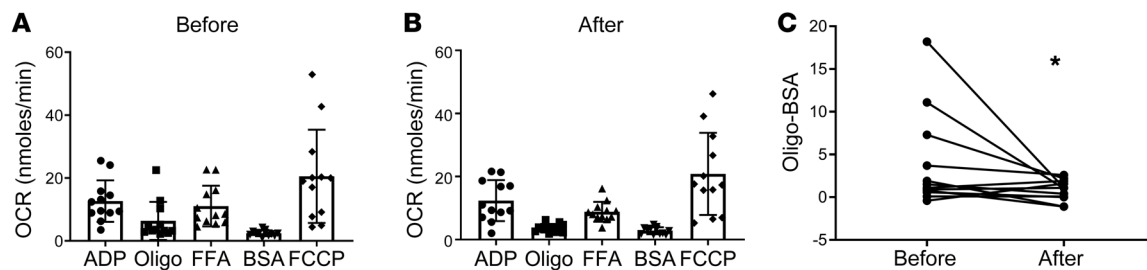 A
Before
OCR (nmoles/min)
60
40
20
0
ADP Oligo FFA BSA FCCP
B
After
OCR (nmoles/min)
60
40
20
0
ADP Oligo FFA BSA FCCP
C
Oligo-BSA
20
15
10
5
0
-5
*
Before After